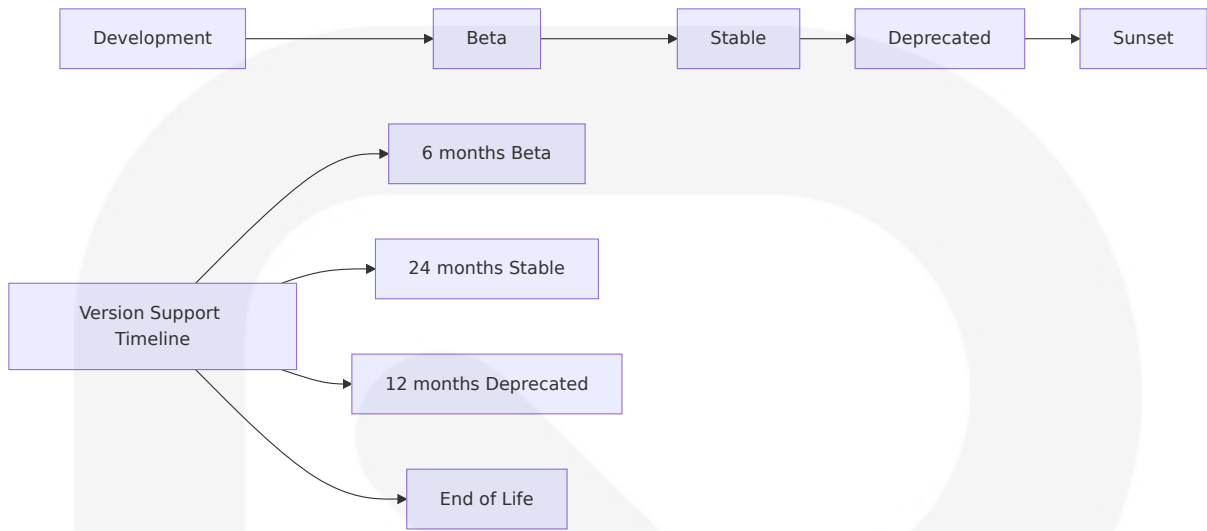 Development
Beta
Stable
Deprecated
Sunset
6 months Beta
24 months Stable
Version Support
Timeline
12 months Deprecated
End of Life